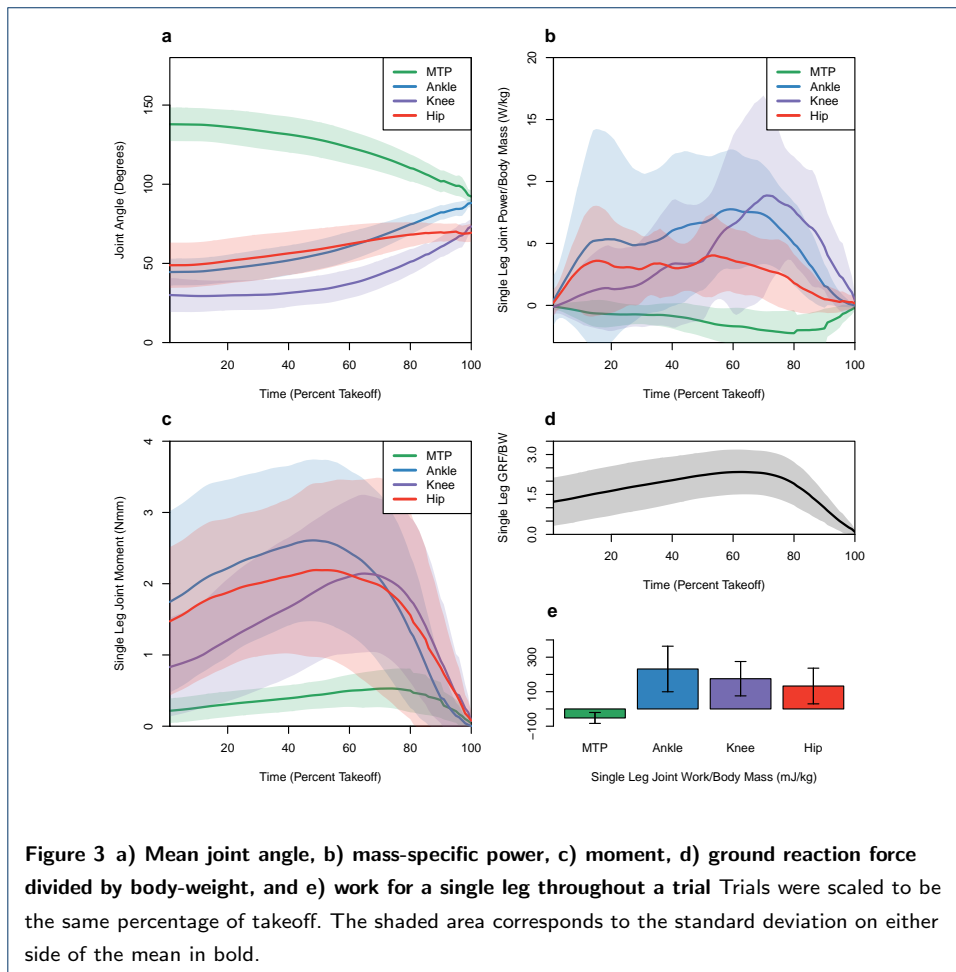 a
MTP
Ankle
Knee
Hip
Joint Angle (Degrees)
0
50
100
150
20
40
60
80
100
Time (Percent Takeoff)
b
MTP
Ankle
Knee
Hip
Single Leg Joint Power/Body Mass (W/kg)
0
5
10
15
20
20
40
60
80
100
Time (Percent Takeoff)
c
MTP
Ankle
Knee
Hip
Single Leg Joint Moment (Nmm)
0
1
2
3
4
20
40
60
80
100
Time (Percent Takeoff)
d
Single Leg GRF/BW
0.0
1.5
3.0
20
40
60
80
100
Time (Percent Takeoff)
e
−100
100
300
MTP
Ankle
Knee
Hip
Single Leg Joint Work/Body Mass (mJ/kg)
Figure 3 a) Mean joint angle, b) mass-specific power, c) moment, d) ground reaction force
divided by body-weight, and e) work for a single leg throughout a trial Trials were scaled to be
the same percentage of takeoff. The shaded area corresponds to the standard deviation on either
side of the mean in bold.